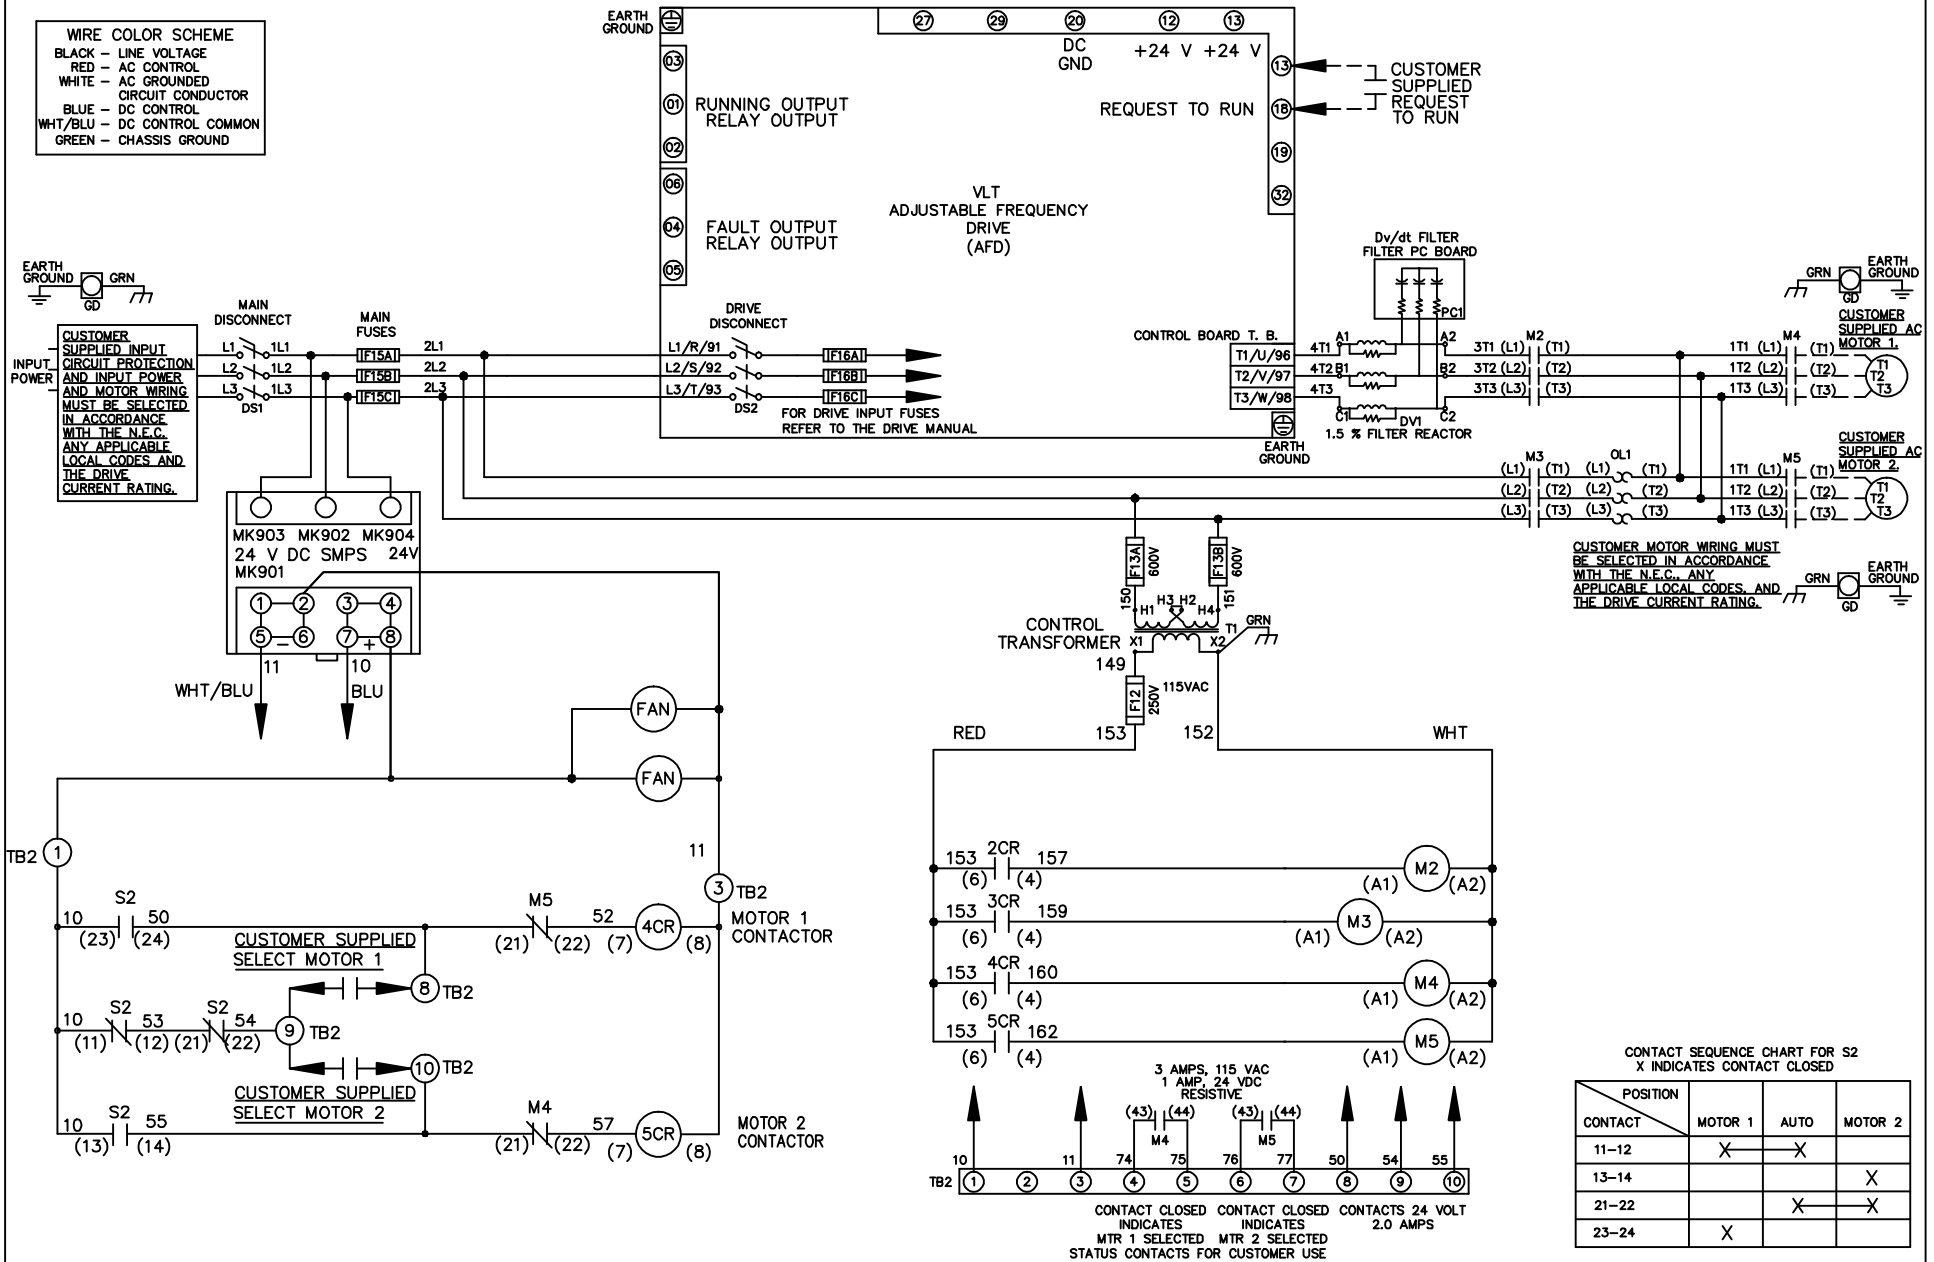 WIRE COLOR SCHEME
BLACK – LINE VOLTAGE
RED – AC CONTROL
WHITE – AC GROUNDED
CIRCUIT CONDUCTOR
BLUE – DC CONTROL
WHT/BLU – DC CONTROL COMMON
GREEN – CHASSIS GROUND
EARTH
GROUND
27 29 20 12 13
DC
GND
+24 V +24 V
03
01
02
RUNNING OUTPUT
RELAY OUTPUT
06
04
05
FAULT OUTPUT
RELAY OUTPUT
13
18
19
32
REQUEST TO RUN
CUSTOMER
SUPPLIED
REQUEST
TO RUN
VLT
ADJUSTABLE FREQUENCY
DRIVE
(AFD)
EARTH
GROUND
GRN
GD
CUSTOMER
SUPPLIED INPUT
CIRCUIT PROTECTION
AND INPUT POWER
AND MOTOR WIRING
MUST BE SELECTED
IN ACCORDANCE
WITH THE N.E.C.
ANY APPLICABLE
LOCAL CODES AND
THE DRIVE
CURRENT RATING.
INPUT
POWER
MAIN
DISCONNECT
L1 1L1
L2 1L2
L3 1L3
DS1
MAIN
FUSES
F15A 2L1
F15B 2L2
F15C 2L3
DRIVE
DISCONNECT
L1/R/91 F16A
L2/S/92 F16B
L3/T/93 F16C
DS2
FOR DRIVE INPUT FUSES
REFER TO THE DRIVE MANUAL
CONTROL BOARD T. B.
T1/U/96
T2/V/97
T3/W/98
EARTH
GROUND
Dv/dt FILTER
FILTER PC BOARD
PC1
4T1 A1 A2
4T2 B1 B2
4T3 C1 C2
DV1
1.5 % FILTER REACTOR
M2
3T1 (L1) (T1)
3T2 (L2) (T2)
3T3 (L3) (T3)
M4
1T1 (L1) (T1)
1T2 (L2) (T2)
1T3 (L3) (T3)
GRN
EARTH
GROUND
GD
CUSTOMER
SUPPLIED AC
MOTOR 1.
T1
T2
T3
M3
(L1) (T1)
(L2) (T2)
(L3) (T3)
OL1
(L1) (T1)
(L2) (T2)
(L3) (T3)
M5
1T1 (L1) (T1)
1T2 (L2) (T2)
1T3 (L3) (T3)
CUSTOMER
SUPPLIED AC
MOTOR 2.
T1
T2
T3
CUSTOMER MOTOR WIRING MUST
BE SELECTED IN ACCORDANCE
WITH THE N.E.C., ANY
APPLICABLE LOCAL CODES, AND
THE DRIVE CURRENT RATING.
GRN
EARTH
GROUND
GD
MK903 MK902 MK904
24 V DC SMPS 24V
MK901
1 2 3 4
5 – 6 7 + 8
11
WHT/BLU
10
BLU
FAN
FAN
F13A
600V
F13B
600V
150
151
H1 H3 H2 H4
CONTROL
TRANSFORMER
X1 X2
T1
GRN
149
F12
250V
115VAC
153
152
RED
WHT
TB2 1
11
3 TB2
10 S2 50
(23) (24)
M5
(21) (22)
52
(7) 4CR (8)
MOTOR 1
CONTACTOR
CUSTOMER SUPPLIED
SELECT MOTOR 1
8 TB2
10 S2 53 S2 54
(11) (12) (21) (22)
9 TB2
10 TB2
CUSTOMER SUPPLIED
SELECT MOTOR 2
10 S2 55
(13) (14)
M4
(21) (22)
57
(7) 5CR (8)
MOTOR 2
CONTACTOR
153 2CR 157
(6) (4)
M2
(A1) (A2)
153 3CR 159
(6) (4)
M3
(A1) (A2)
153 4CR 160
(6) (4)
M4
(A1) (A2)
153 5CR 162
(6) (4)
M5
(A1) (A2)
3 AMPS, 115 VAC
1 AMP, 24 VDC
RESISTIVE
(43) (44)
M4
(43) (44)
M5
10 11 74 75 76 77 50 54 55
TB2 1 2 3 4 5 6 7 8 9 10
CONTACT CLOSED
INDICATES
MTR 1 SELECTED
CONTACT CLOSED
INDICATES
MTR 2 SELECTED
STATUS CONTACTS FOR CUSTOMER USE
CONTACTS 24 VOLT
2.0 AMPS
CONTACT SEQUENCE CHART FOR S2
X INDICATES CONTACT CLOSED
POSITION
CONTACT MOTOR 1 AUTO MOTOR 2
11–12 X X
13–14 X
21–22 X X
23–24 X